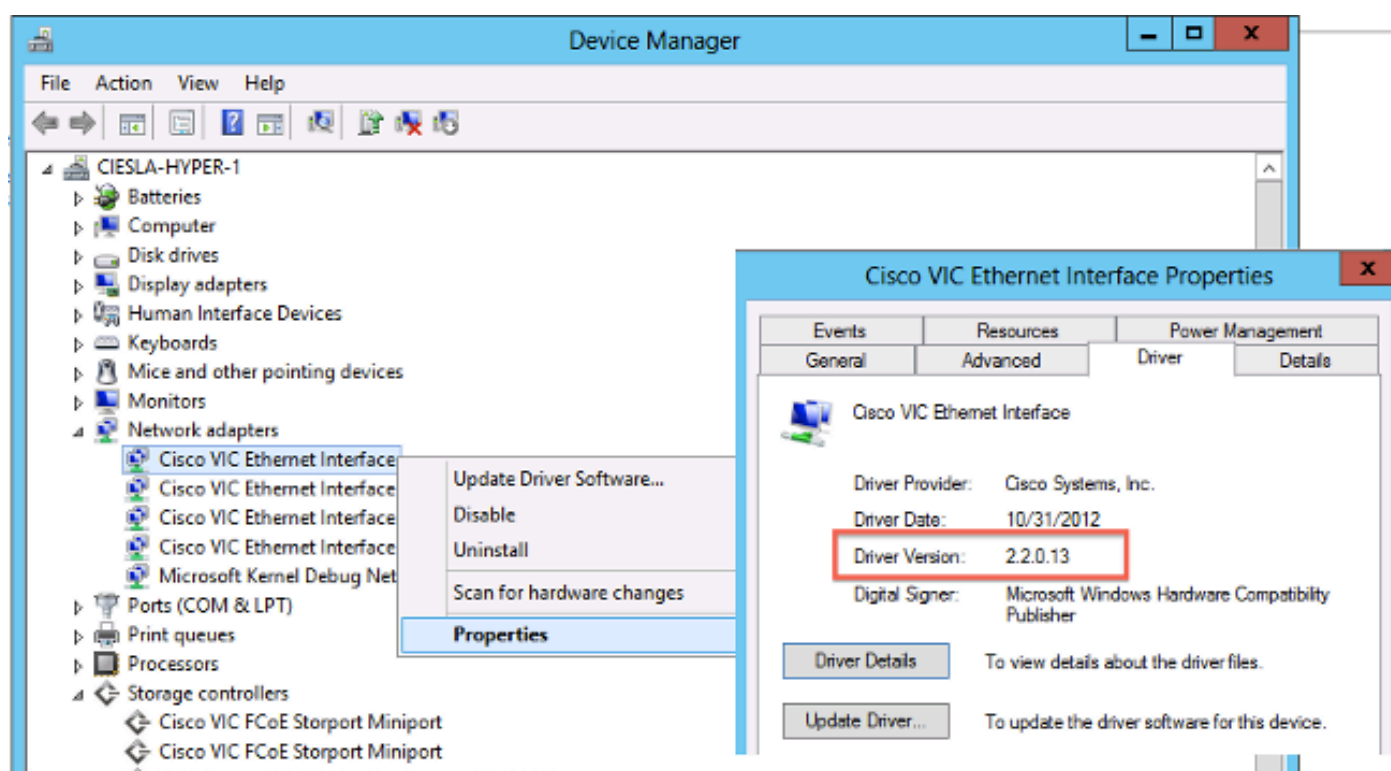 Device Manager
File Action View Help
CIESLA-HYPER-1
Batteries
Computer
Disk drives
Display adapters
Human Interface Devices
Keyboards
Mice and other pointing devices
Monitors
Network adapters
Cisco VIC Ethernet Interface
Cisco VIC Ethernet Interface
Cisco VIC Ethernet Interface
Cisco VIC Ethernet Interface
Microsoft Kernel Debug Net
Ports (COM & LPT)
Print queues
Processors
Storage controllers
Cisco VIC FCoE Storport Miniport
Cisco VIC FCoE Storport Miniport
Update Driver Software...
Disable
Uninstall
Scan for hardware changes
Properties
Cisco VIC Ethernet Interface Properties
Events Resources Power Management
General Advanced Driver Details
Cisco VIC Ethernet Interface
Driver Provider: Cisco Systems, Inc.
Driver Date: 10/31/2012
Driver Version: 2.2.0.13
Digital Signer: Microsoft Windows Hardware Compatibility
Publisher
Driver Details To view details about the driver files.
Update Driver... To update the driver software for this device.